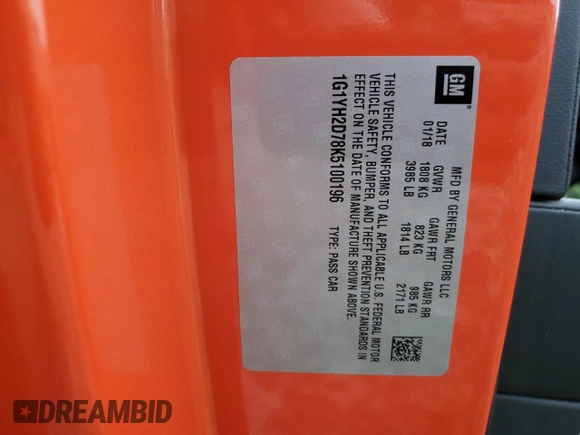 GM
®
MFD BY GENERAL MOTORS LLC
DATE GVWR GAWR FRT GAWR RR
01/18 1808 KG 823 KG 985 KG
3985 LB 1814 LB 2171 LB
THIS VEHICLE CONFORMS TO ALL APPLICABLE U.S. FEDERAL MOTOR
VEHICLE SAFETY, BUMPER, AND THEFT PREVENTION STANDARDS IN
EFFECT ON THE DATE OF MANUFACTURE SHOWN ABOVE.
1G1YH2D78K5100196 TYPE: PASS CAR
DREAMBID